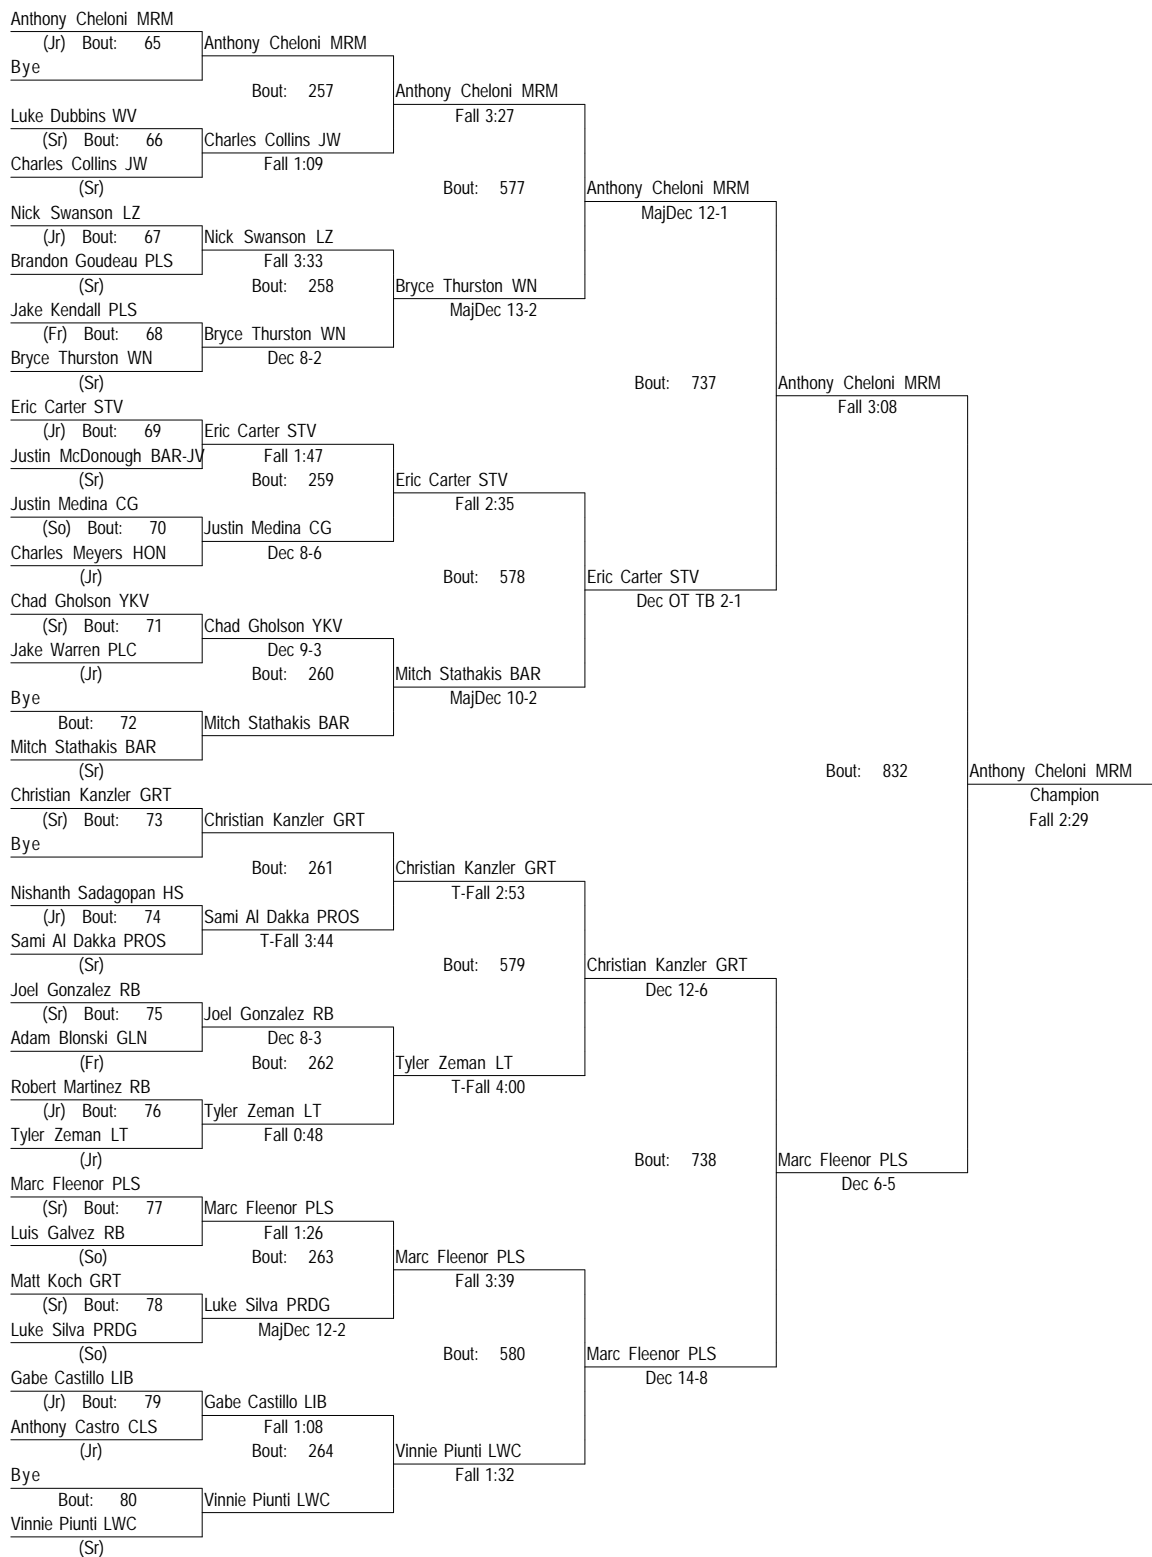 Anthony Cheloni MRM
(Jr) Bout: 65 Anthony Cheloni MRM
Bye
Bout: 257 Anthony Cheloni MRM
Luke Dubbins WV Fall 3:27
(Sr) Bout: 66 Charles Collins JW
Charles Collins JW Fall 1:09
(Sr) Bout: 577 Anthony Cheloni MRM
Nick Swanson LZ MajDec 12-1
(Jr) Bout: 67 Nick Swanson LZ
Brandon Goudeau PLS Fall 3:33
(Sr) Bout: 258 Bryce Thurston WN
Jake Kendall PLS MajDec 13-2
(Fr) Bout: 68 Bryce Thurston WN
Bryce Thurston WN Dec 8-2
(Sr) Bout: 737 Anthony Cheloni MRM
Eric Carter STV Fall 3:08
(Jr) Bout: 69 Eric Carter STV
Justin McDonough BAR-JV Fall 1:47
(Sr) Bout: 259 Eric Carter STV
Justin Medina CG Fall 2:35
(So) Bout: 70 Justin Medina CG
Charles Meyers HON Dec 8-6
(Jr) Bout: 578 Eric Carter STV
Chad Gholson YKV Dec OT TB 2-1
(Sr) Bout: 71 Chad Gholson YKV
Jake Warren PLC Dec 9-3
(Jr) Bout: 260 Mitch Stathakis BAR
Bye MajDec 10-2
Bout: 72 Mitch Stathakis BAR
Mitch Stathakis BAR
(Sr) Bout: 832 Anthony Cheloni MRM
Christian Kanzler GRT Champion
(Sr) Bout: 73 Christian Kanzler GRT Fall 2:29
Bye
Bout: 261 Christian Kanzler GRT
Nishanth Sadagopan HS T-Fall 2:53
(Jr) Bout: 74 Sami Al Dakka PROS
Sami Al Dakka PROS T-Fall 3:44
(Sr) Bout: 579 Christian Kanzler GRT
Joel Gonzalez RB Dec 12-6
(Sr) Bout: 75 Joel Gonzalez RB
Adam Blonski GLN Dec 8-3
(Fr) Bout: 262 Tyler Zeman LT
Robert Martinez RB T-Fall 4:00
(Jr) Bout: 76 Tyler Zeman LT
Tyler Zeman LT Fall 0:48
(Jr) Bout: 738 Marc Fleenor PLS
Marc Fleenor PLS Dec 6-5
(Sr) Bout: 77 Marc Fleenor PLS
Luis Galvez RB Fall 1:26
(So) Bout: 263 Marc Fleenor PLS
Matt Koch GRT Fall 3:39
(Sr) Bout: 78 Luke Silva PRDG
Luke Silva PRDG MajDec 12-2
(So) Bout: 580 Marc Fleenor PLS
Gabe Castillo LIB Dec 14-8
(Jr) Bout: 79 Gabe Castillo LIB
Anthony Castro CLS Fall 1:08
(Jr) Bout: 264 Vinnie Piunti LWC
Bye Fall 1:32
Bout: 80 Vinnie Piunti LWC
Vinnie Piunti LWC
(Sr)